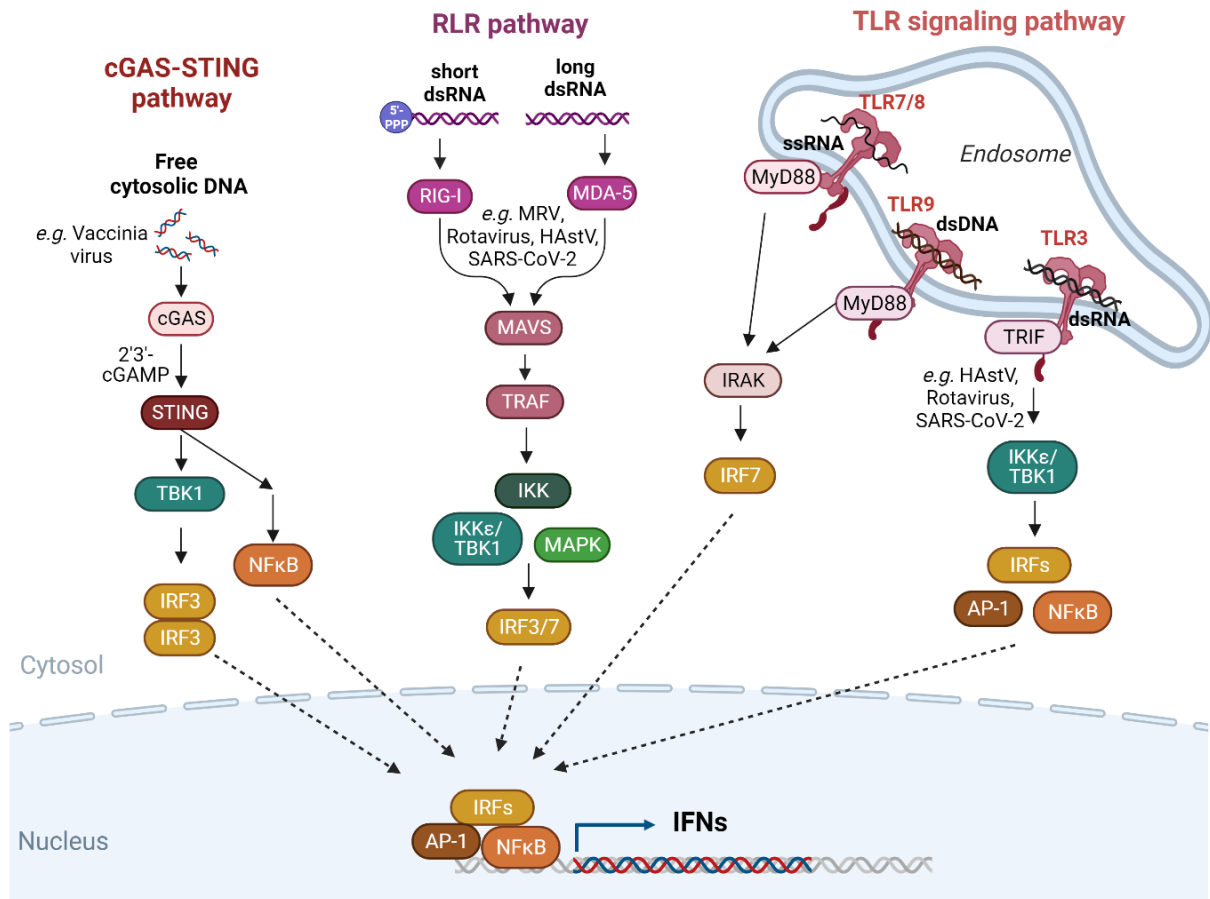 cGAS-STING
pathway
Free
cytosolic DNA
e.g. Vaccinia
virus
cGAS
2'3'-
cGAMP
STING
TBK1
NFκB
IRF3
IRF3
RLR pathway
short
dsRNA
long
dsRNA
5'-
PPP
RIG-I
MDA-5
e.g. MRV,
Rotavirus, HAstV,
SARS-CoV-2
MAVS
TRAF
IKK
IKKε/
TBK1
MAPK
IRF3/7
TLR signaling pathway
TLR7/8
ssRNA
Endosome
MyD88
TLR9
dsDNA
MyD88
TLR3
dsRNA
TRIF
IRAK
IRF7
e.g. HAstV,
Rotavirus,
SARS-CoV-2
IKKε/
TBK1
IRFs
AP-1
NFκB
Cytosol
Nucleus
IRFs
AP-1
NFκB
IFNs